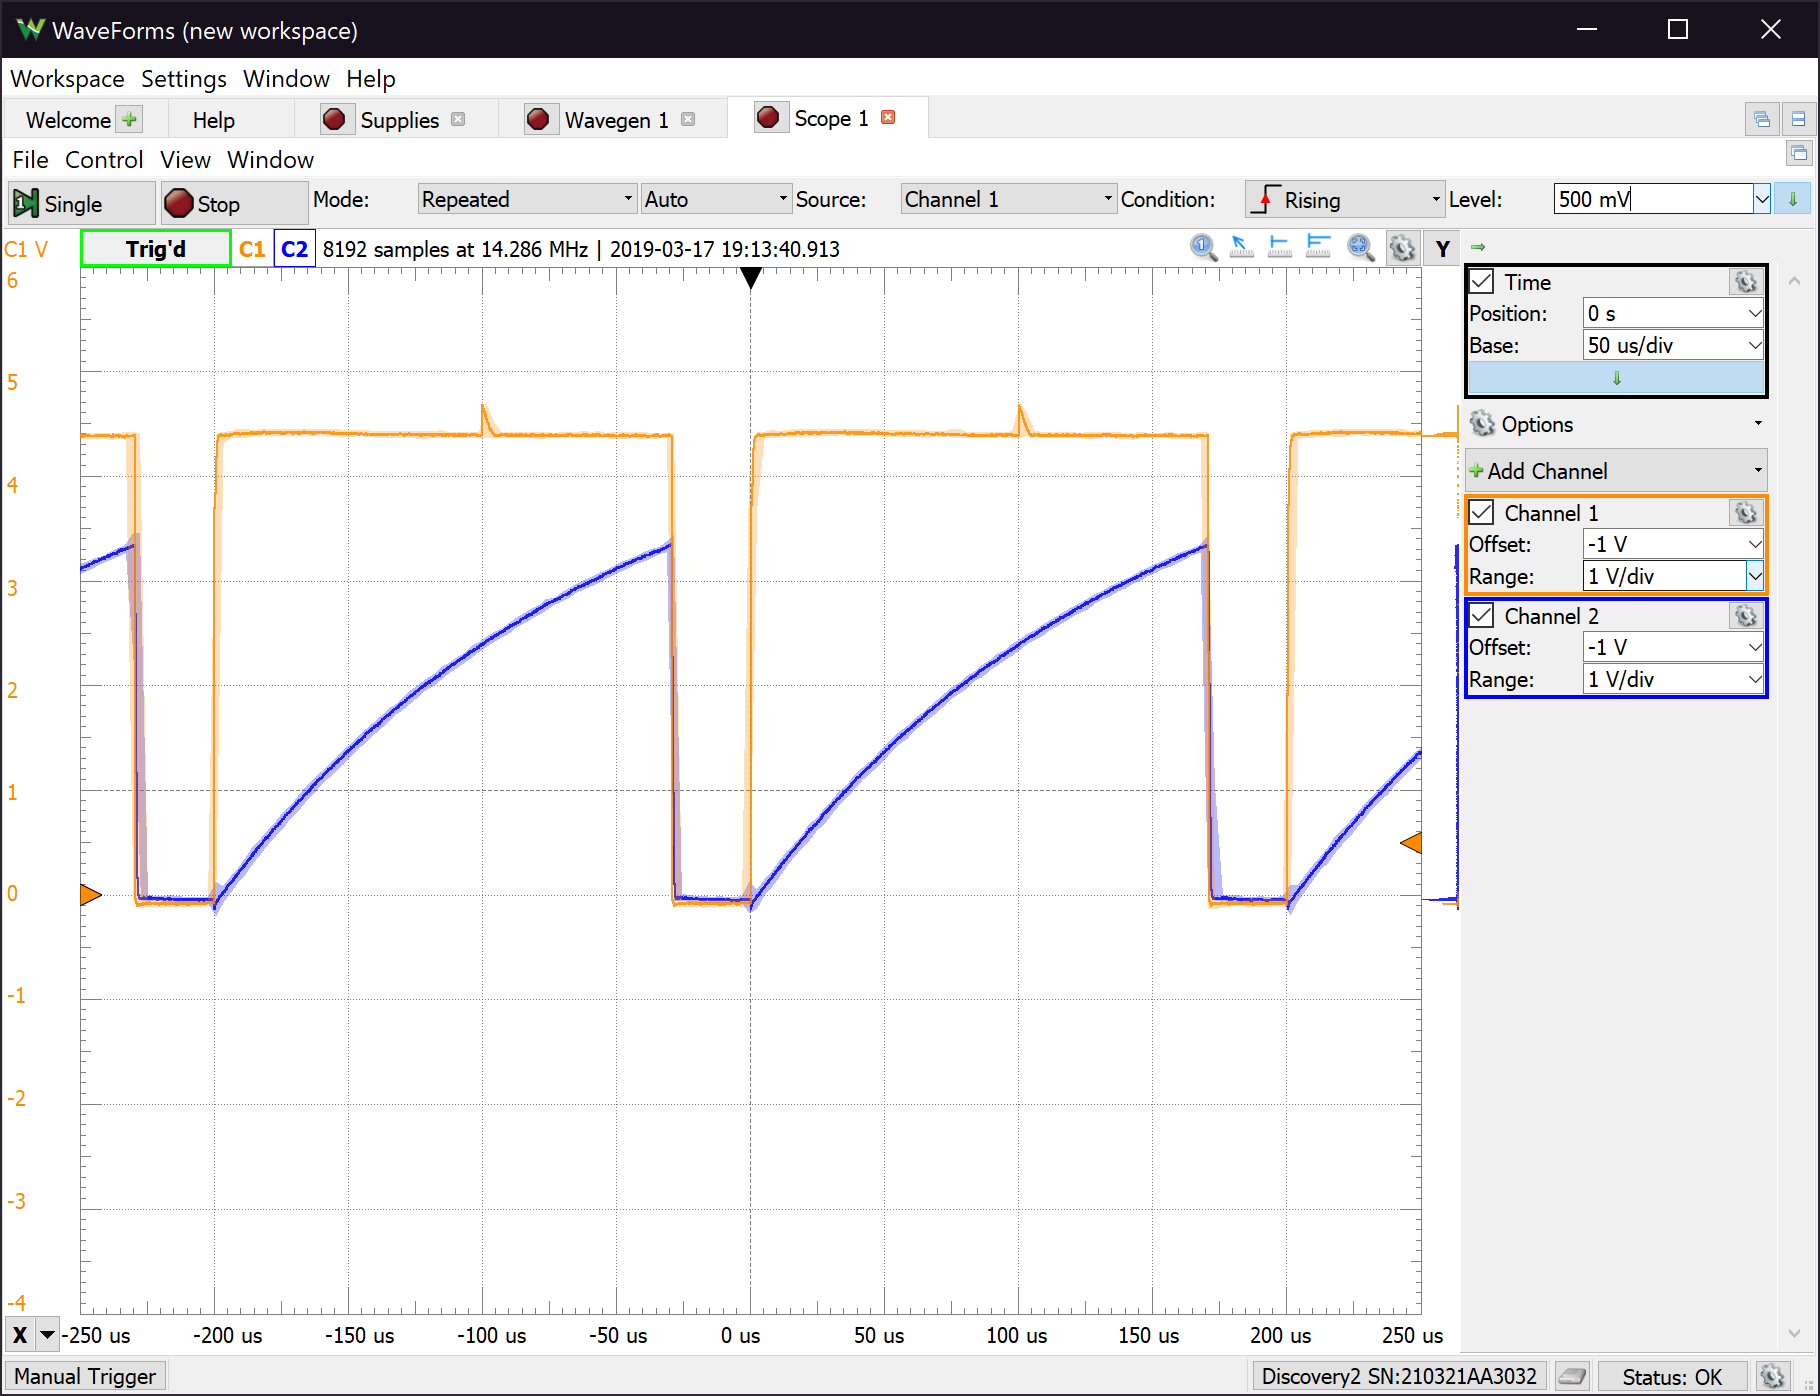 WaveForms (new workspace)
Workspace Settings Window Help
Welcome Help Supplies Wavegen 1 Scope 1
File Control View Window
Single Stop Mode: Repeated Auto Source: Channel 1 Condition: Rising Level: 500 mV
C1 V Trig'd C1 C2 8192 samples at 14.286 MHz | 2019-03-17 19:13:40.913 Y
6
5
4
3
2
1
0
-1
-2
-3
-4
X -250 us -200 us -150 us -100 us -50 us 0 us 50 us 100 us 150 us 200 us 250 us
Time
Position: 0 s
Base: 50 us/div
Options
Add Channel
Channel 1
Offset: -1 V
Range: 1 V/div
Channel 2
Offset: -1 V
Range: 1 V/div
Manual Trigger Discovery2 SN:210321AA3032 Status: OK